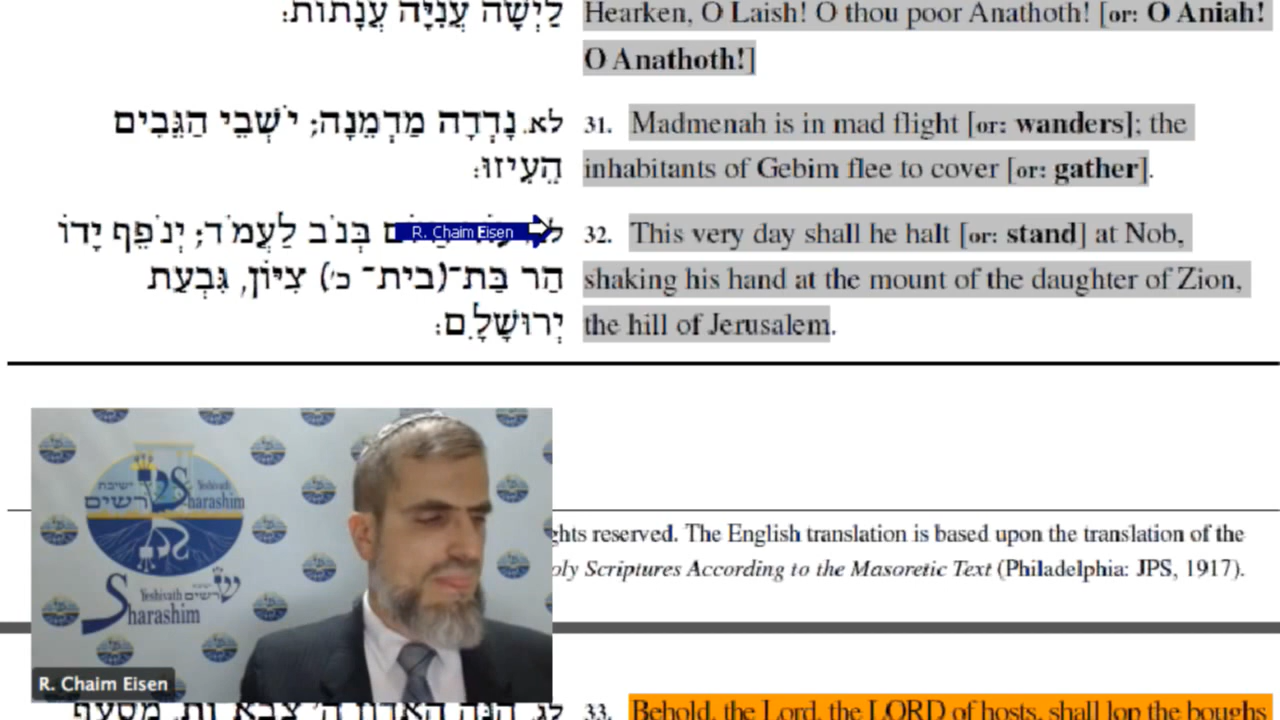 לַיְשָׁה עֲנִיָּה עֲנָתוֹת:
Hearken, O Laish! O thou poor Anathoth! [or: O Aniah!
O Anathoth!]
לא. נָדְדָה מַדְמֵנָה; יֹשְׁבֵי הַגֵּבִים
הֵעִיזוּ:
31. Madmenah is in mad flight [or: wanders]; the
inhabitants of Gebim flee to cover [or: gather].
בְּנֹב לַעֲמֹד; יְנֹפֵף יָדוֹ
הַר בַּת־(בית־ כ') צִיּוֹן, גִּבְעַת
יְרוּשָׁלָ‍ִם:
R. Chaim Eisen
32. This very day shall he halt [or: stand] at Nob,
shaking his hand at the mount of the daughter of Zion,
the hill of Jerusalem.
ghts reserved. The English translation is based upon the translation of the
oly Scriptures According to the Masoretic Text (Philadelphia: JPS, 1917).
ישיבת שרשים
Yeshivath Sharashim
Yeshivath שרשים ישיבת
Sharashim
R. Chaim Eisen
33. Behold, the Lord, the LORD of hosts, shall lop the boughs